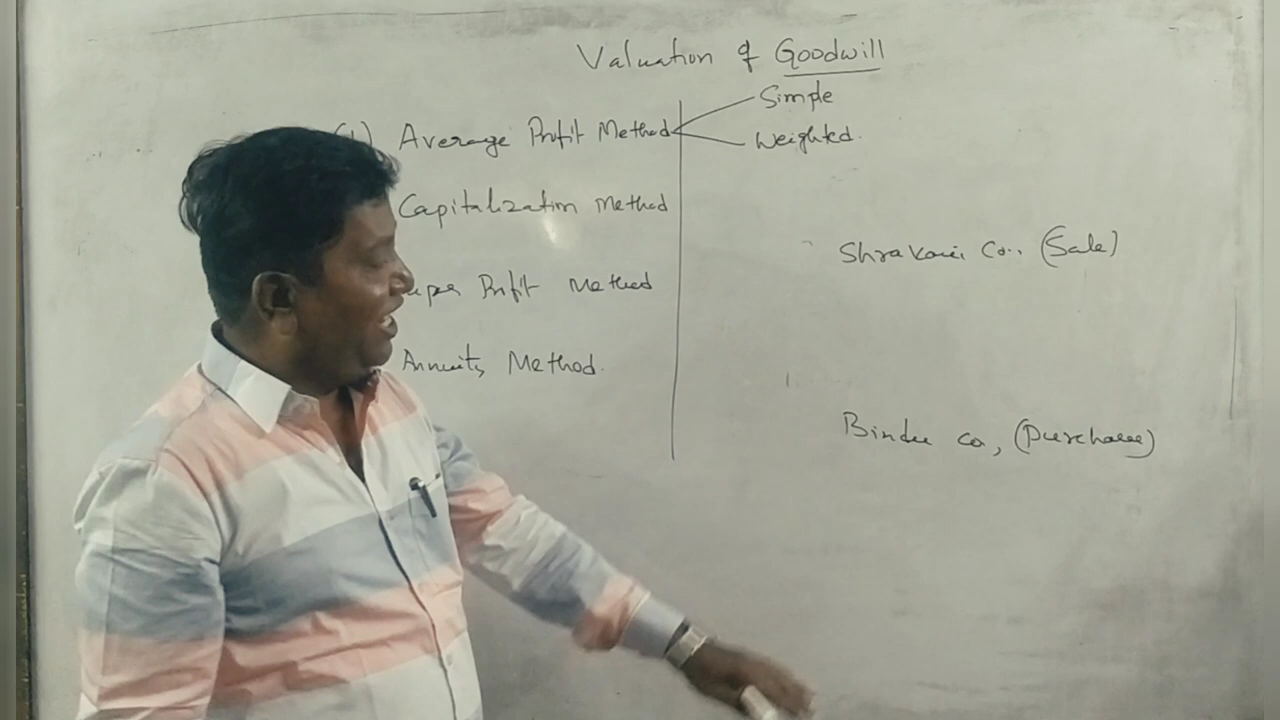 Valuation of Goodwill
(1) Average Profit Method
Simple
Weighted.
Capitalization Method
uper Profit Method
Annuity Method.
Shravani Co., (Sale)
Bindu Co, (Purchase)